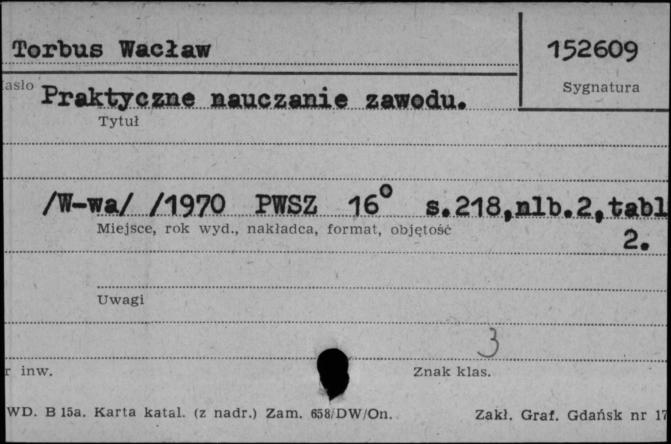 Torbus Wacław 152609
Hasło Sygnatura
Praktyczne nauczanie zawodu.
Tytuł
/W-wa/ /1970 PWSZ 16° s.218,nlb.2,tabl
Miejsce, rok wyd., nakładca, format, objętość
2.
Uwagi
3
r inw. Znak klas.
WD. B 15a. Karta katal. (z nadr.) Zam. 658/DW/On. Zakł. Graf. Gdańsk nr 17